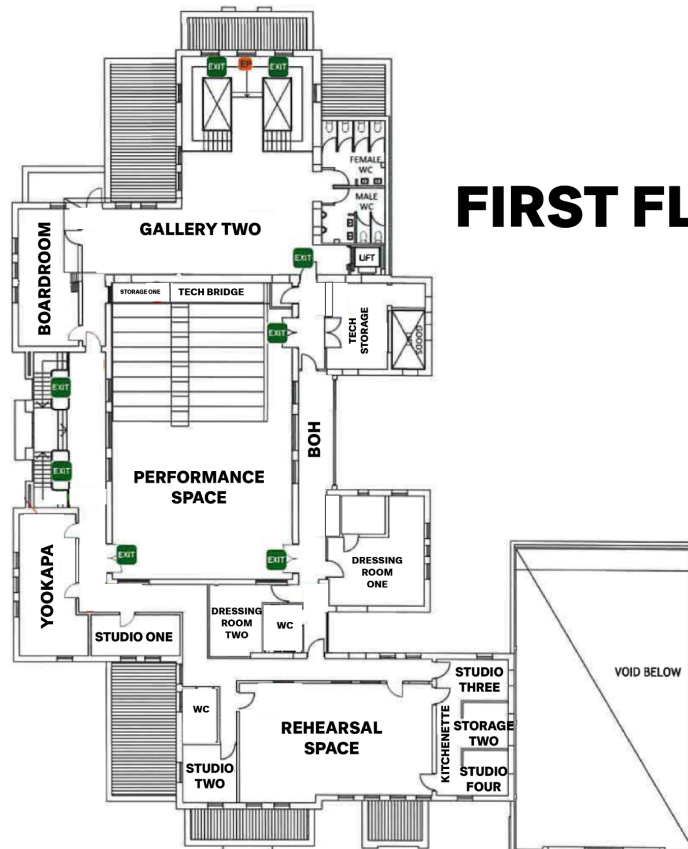 EXIT
EP
EXIT
FEMALE
WC
MALE
WC
FIRST FL
BOARDROOM
GALLERY TWO
EXIT
LIFT
STORAGE ONE
TECH BRIDGE
TECH
STORAGE
GOODS
EXIT
EXIT
BOH
PERFORMANCE
SPACE
EXIT
EXIT
EXIT
DRESSING
ROOM
ONE
YOOKAPA
STUDIO ONE
DRESSING
ROOM
TWO
WC
VOID BELOW
STUDIO
THREE
WC
REHEARSAL
SPACE
KITCHENETTE
STORAGE
TWO
STUDIO
TWO
STUDIO
FOUR